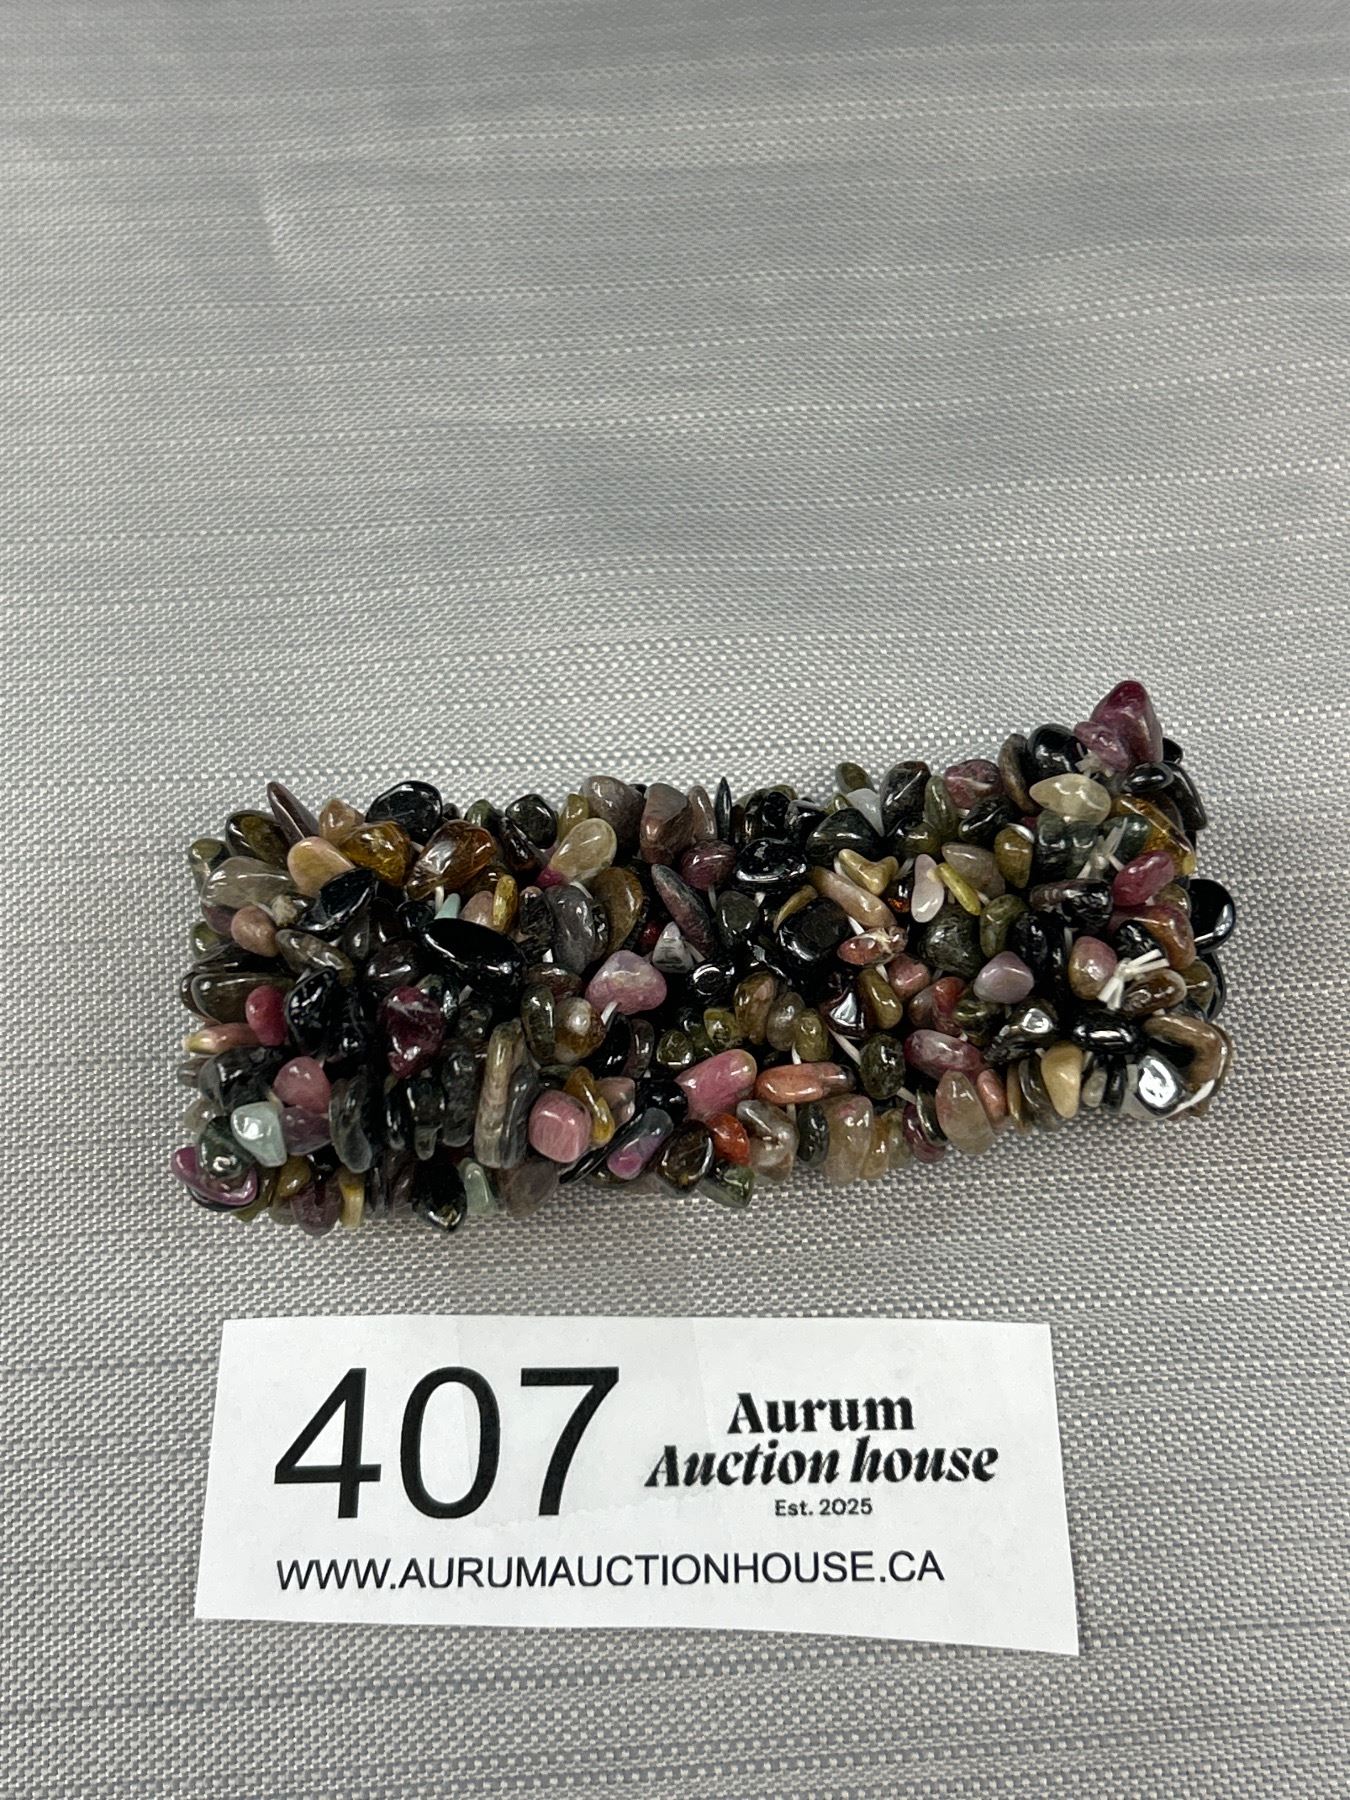 407
Aurum
Auction house
Est. 2025
WWW.AURUMAUCTIONHOUSE.CA